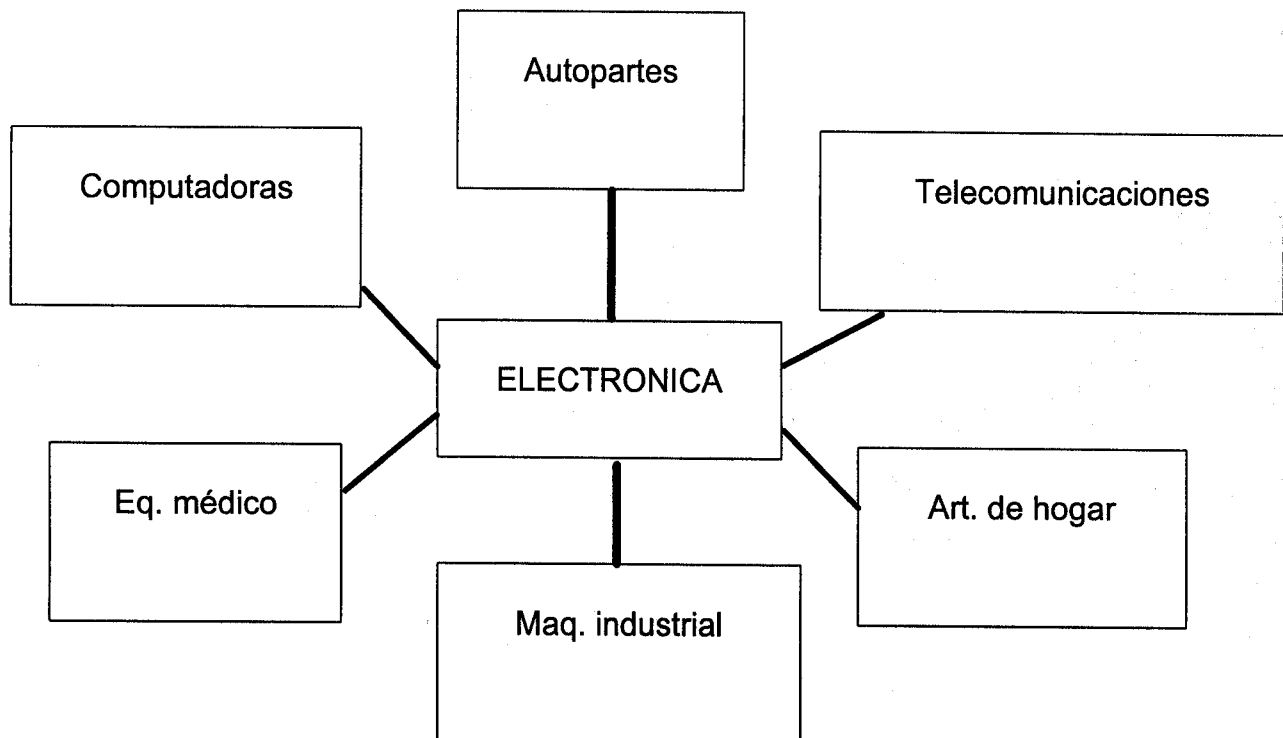 Autopartes
Computadoras
Telecomunicaciones
ELECTRONICA
Eq. médico
Art. de hogar
Maq. industrial